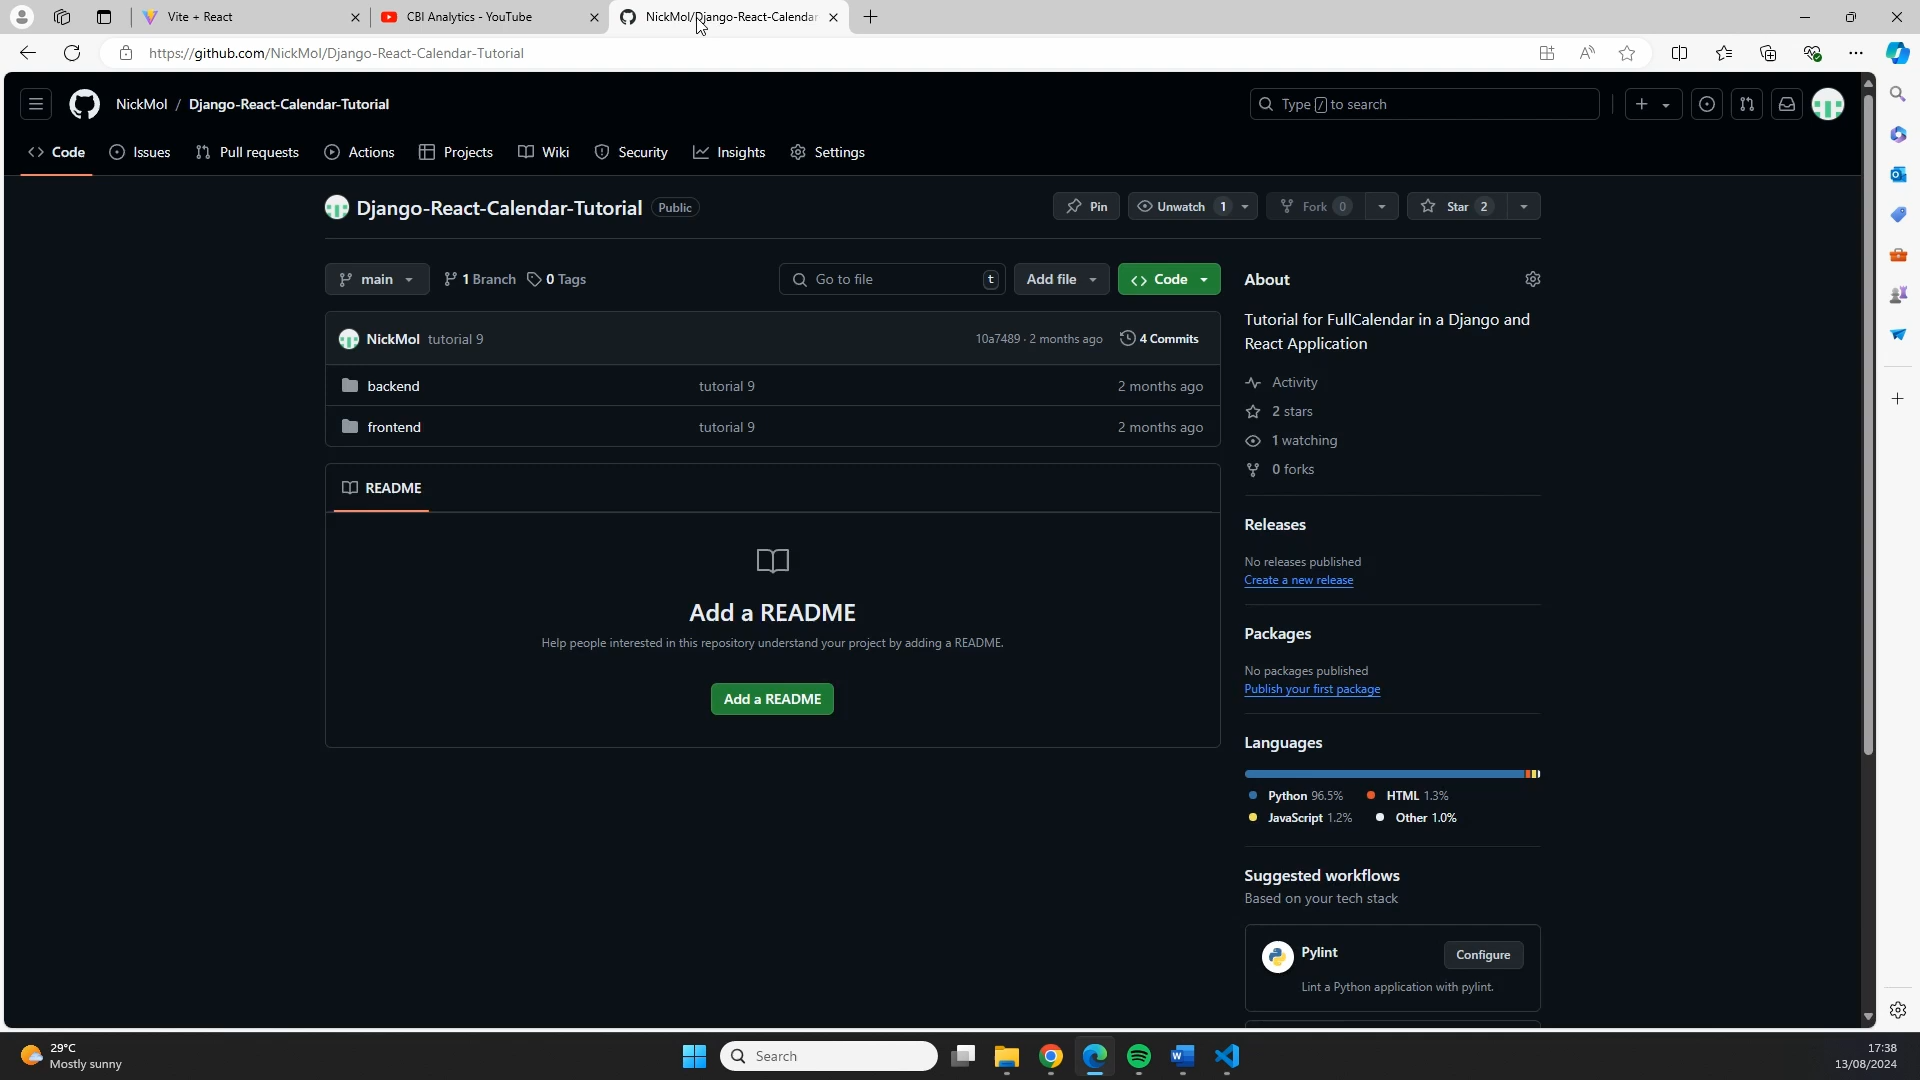 Vite + React
CBI Analytics - YouTube
NickMol/Django-React-Calendar
https://github.com/NickMol/Django-React-Calendar-Tutorial
NickMol / Django-React-Calendar-Tutorial
Type / to search
Code
Issues
Pull requests
Actions
Projects
Wiki
Security
Insights
Settings
Django-React-Calendar-Tutorial
Public
Pin
Unwatch 1
Fork 0
Star 2
main
1 Branch
0 Tags
Go to file
t
Add file
Code
NickMol tutorial 9
10a7489 · 2 months ago
4 Commits
backend
tutorial 9
2 months ago
frontend
tutorial 9
2 months ago
README
Add a README
Help people interested in this repository understand your project by adding a README.
Add a README
About
Tutorial for FullCalendar in a Django and
React Application
Activity
2 stars
1 watching
0 forks
Releases
No releases published
Create a new release
Packages
No packages published
Publish your first package
Languages
Python 96.5%
HTML 1.3%
JavaScript 1.2%
Other 1.0%
Suggested workflows
Based on your tech stack
Pylint
Configure
Lint a Python application with pylint.
29°C
Mostly sunny
Search
17:38
13/08/2024